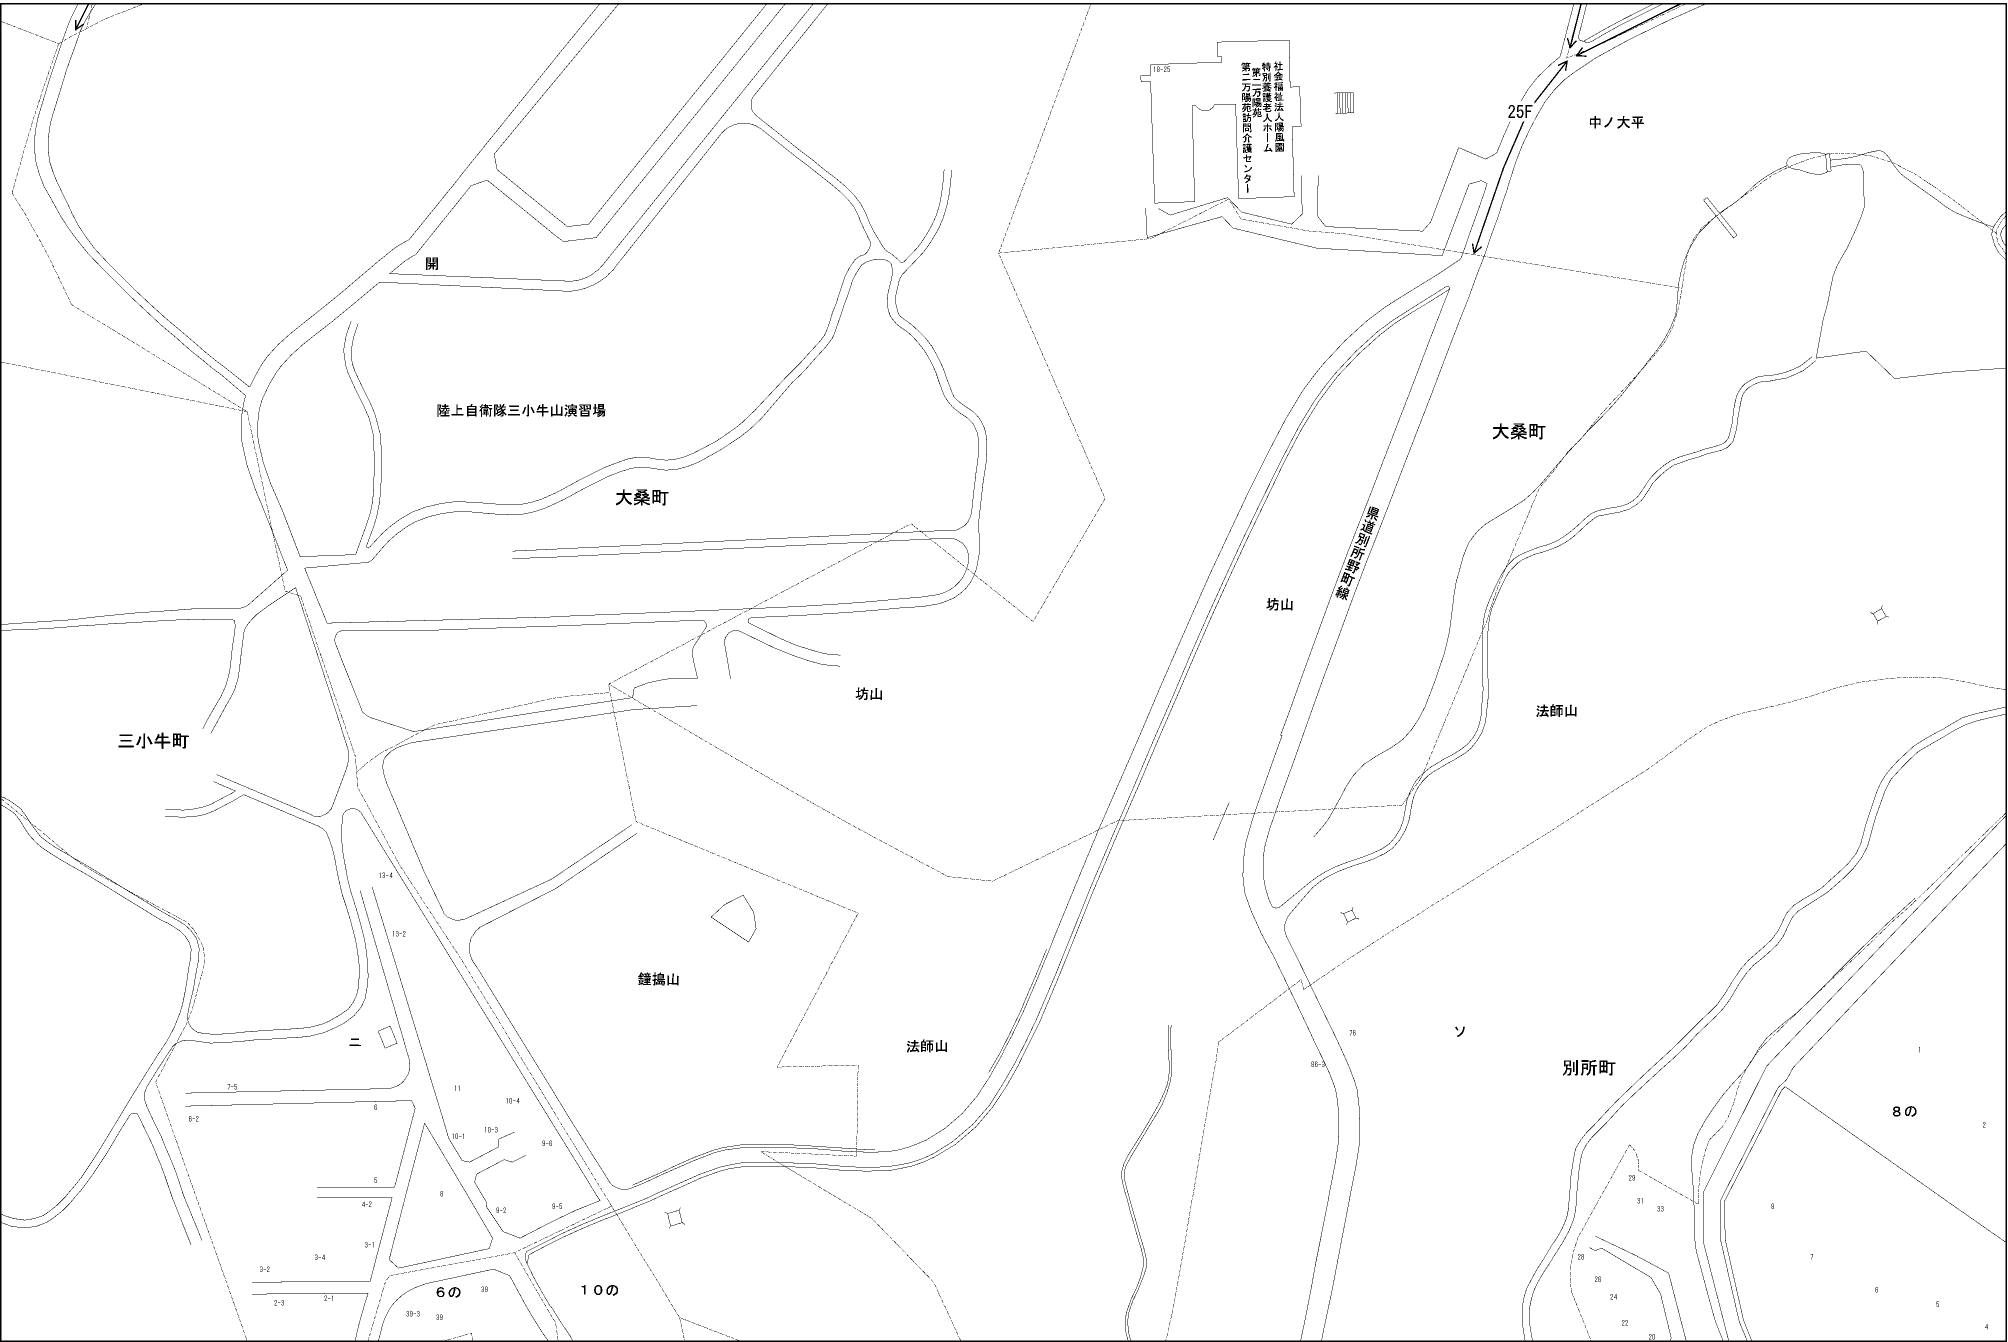 18-25
社会福祉法人陽風園
特別養護老人ホーム
第二万陽苑
第二万陽苑訪問介護センター
25F
中ノ大平
開
陸上自衛隊三小牛山演習場
大桑町
大桑町
県道別所野町線
坊山
坊山
法師山
三小牛町
13-4
13-2
鐘搗山
法師山
ニ
ソ
76
86-3
別所町
1
8の
2
7-5
6-2
6
11
10-4
10-1
10-3
9-6
5
4-2
8
9-2
9-5
3-1
3-4
3-2
2-3
2-1
6の
39
39-3
39
10の
29
31
33
28
26
24
22
20
8
7
6
5
4